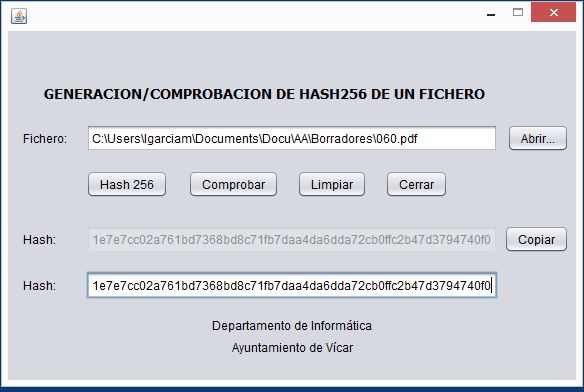 GENERACION/COMPROBACION DE HASH256 DE UN FICHERO
Fichero: C:\Users\lgarciam\Documents\Docu\AA\Borradores\060.pdf Abrir...
Hash 256 Comprobar Limpiar Cerrar
Hash: 1e7e7cc02a761bd7368bd8c71fb7daa4da6dda72cb0ffc2b47d3794740f0 Copiar
Hash: 1e7e7cc02a761bd7368bd8c71fb7daa4da6dda72cb0ffc2b47d3794740f0
Departamento de Informática
Ayuntamiento de Vícar